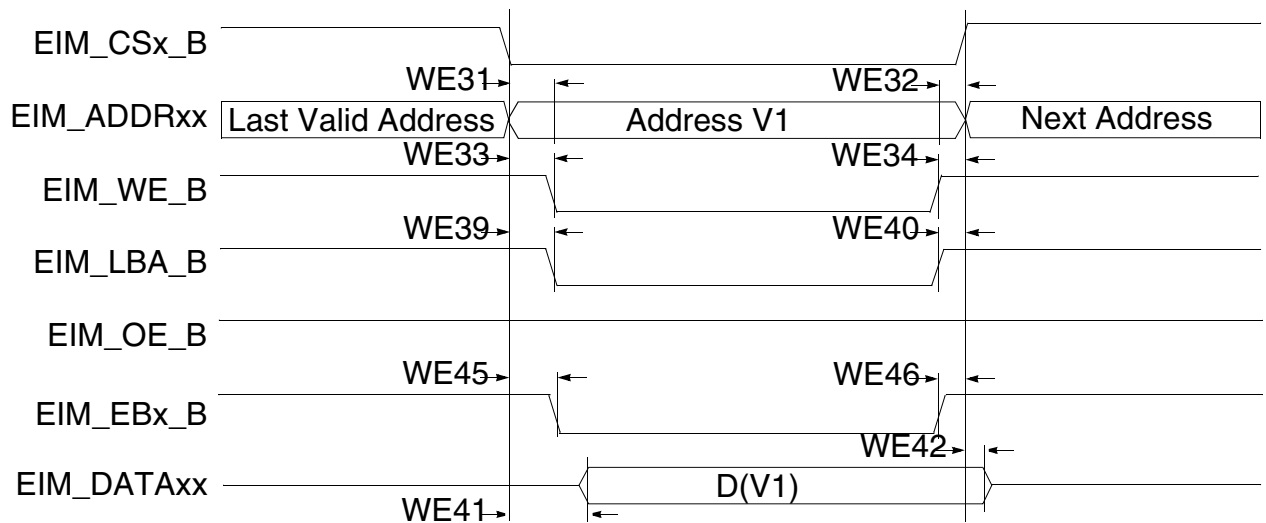 EIM_CSx_B
WE31
WE32
EIM_ADDRxx
Last Valid Address
Address V1
Next Address
WE33
WE34
EIM_WE_B
WE39
WE40
EIM_LBA_B
EIM_OE_B
WE45
WE46
EIM_EBx_B
WE42
EIM_DATAxx
D(V1)
WE41